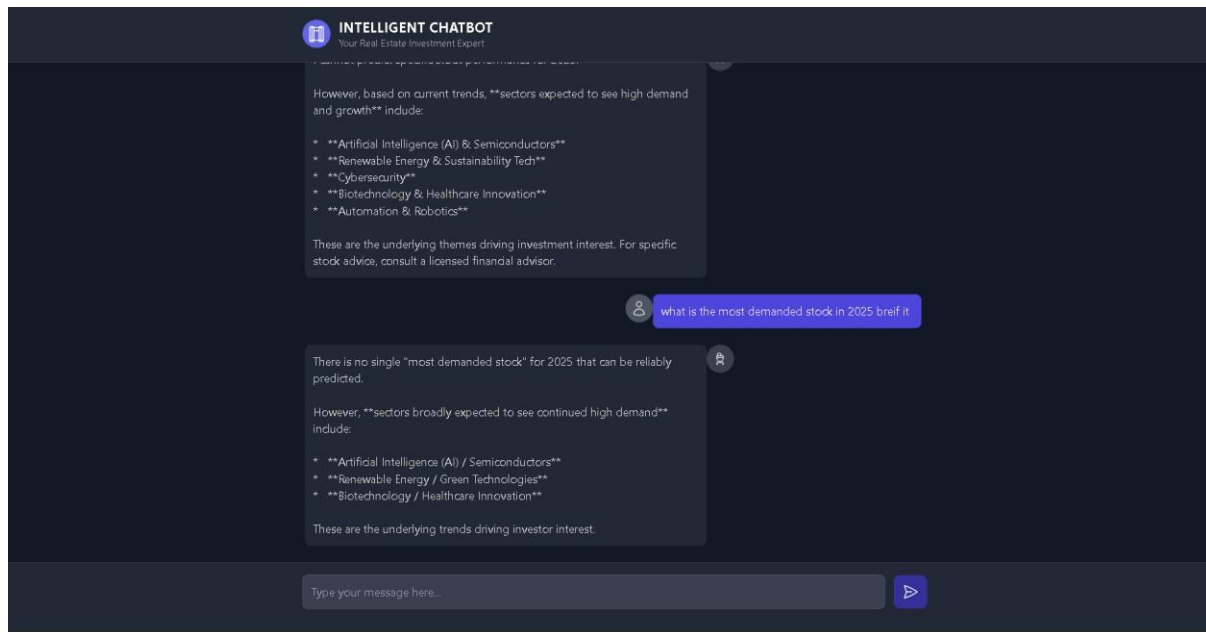 INTELLIGENT CHATBOT
Your Real Estate Investment Expert
However, based on current trends, **sectors expected to see high demand
and growth** include:
* **Artificial Intelligence (AI) & Semiconductors**
* **Renewable Energy & Sustainability Tech**
* **Cybersecurity**
* **Biotechnology & Healthcare Innovation**
* **Automation & Robotics**
These are the underlying themes driving investment interest. For specific
stock advice, consult a licensed financial advisor.
what is the most demanded stock in 2025 breif it
There is no single "most demanded stock" for 2025 that can be reliably
predicted.
However, **sectors broadly expected to see continued high demand**
include:
* **Artificial Intelligence (AI) / Semiconductors**
* **Renewable Energy / Green Technologies**
* **Biotechnology / Healthcare Innovation**
These are the underlying trends driving investor interest.
Type your message here...